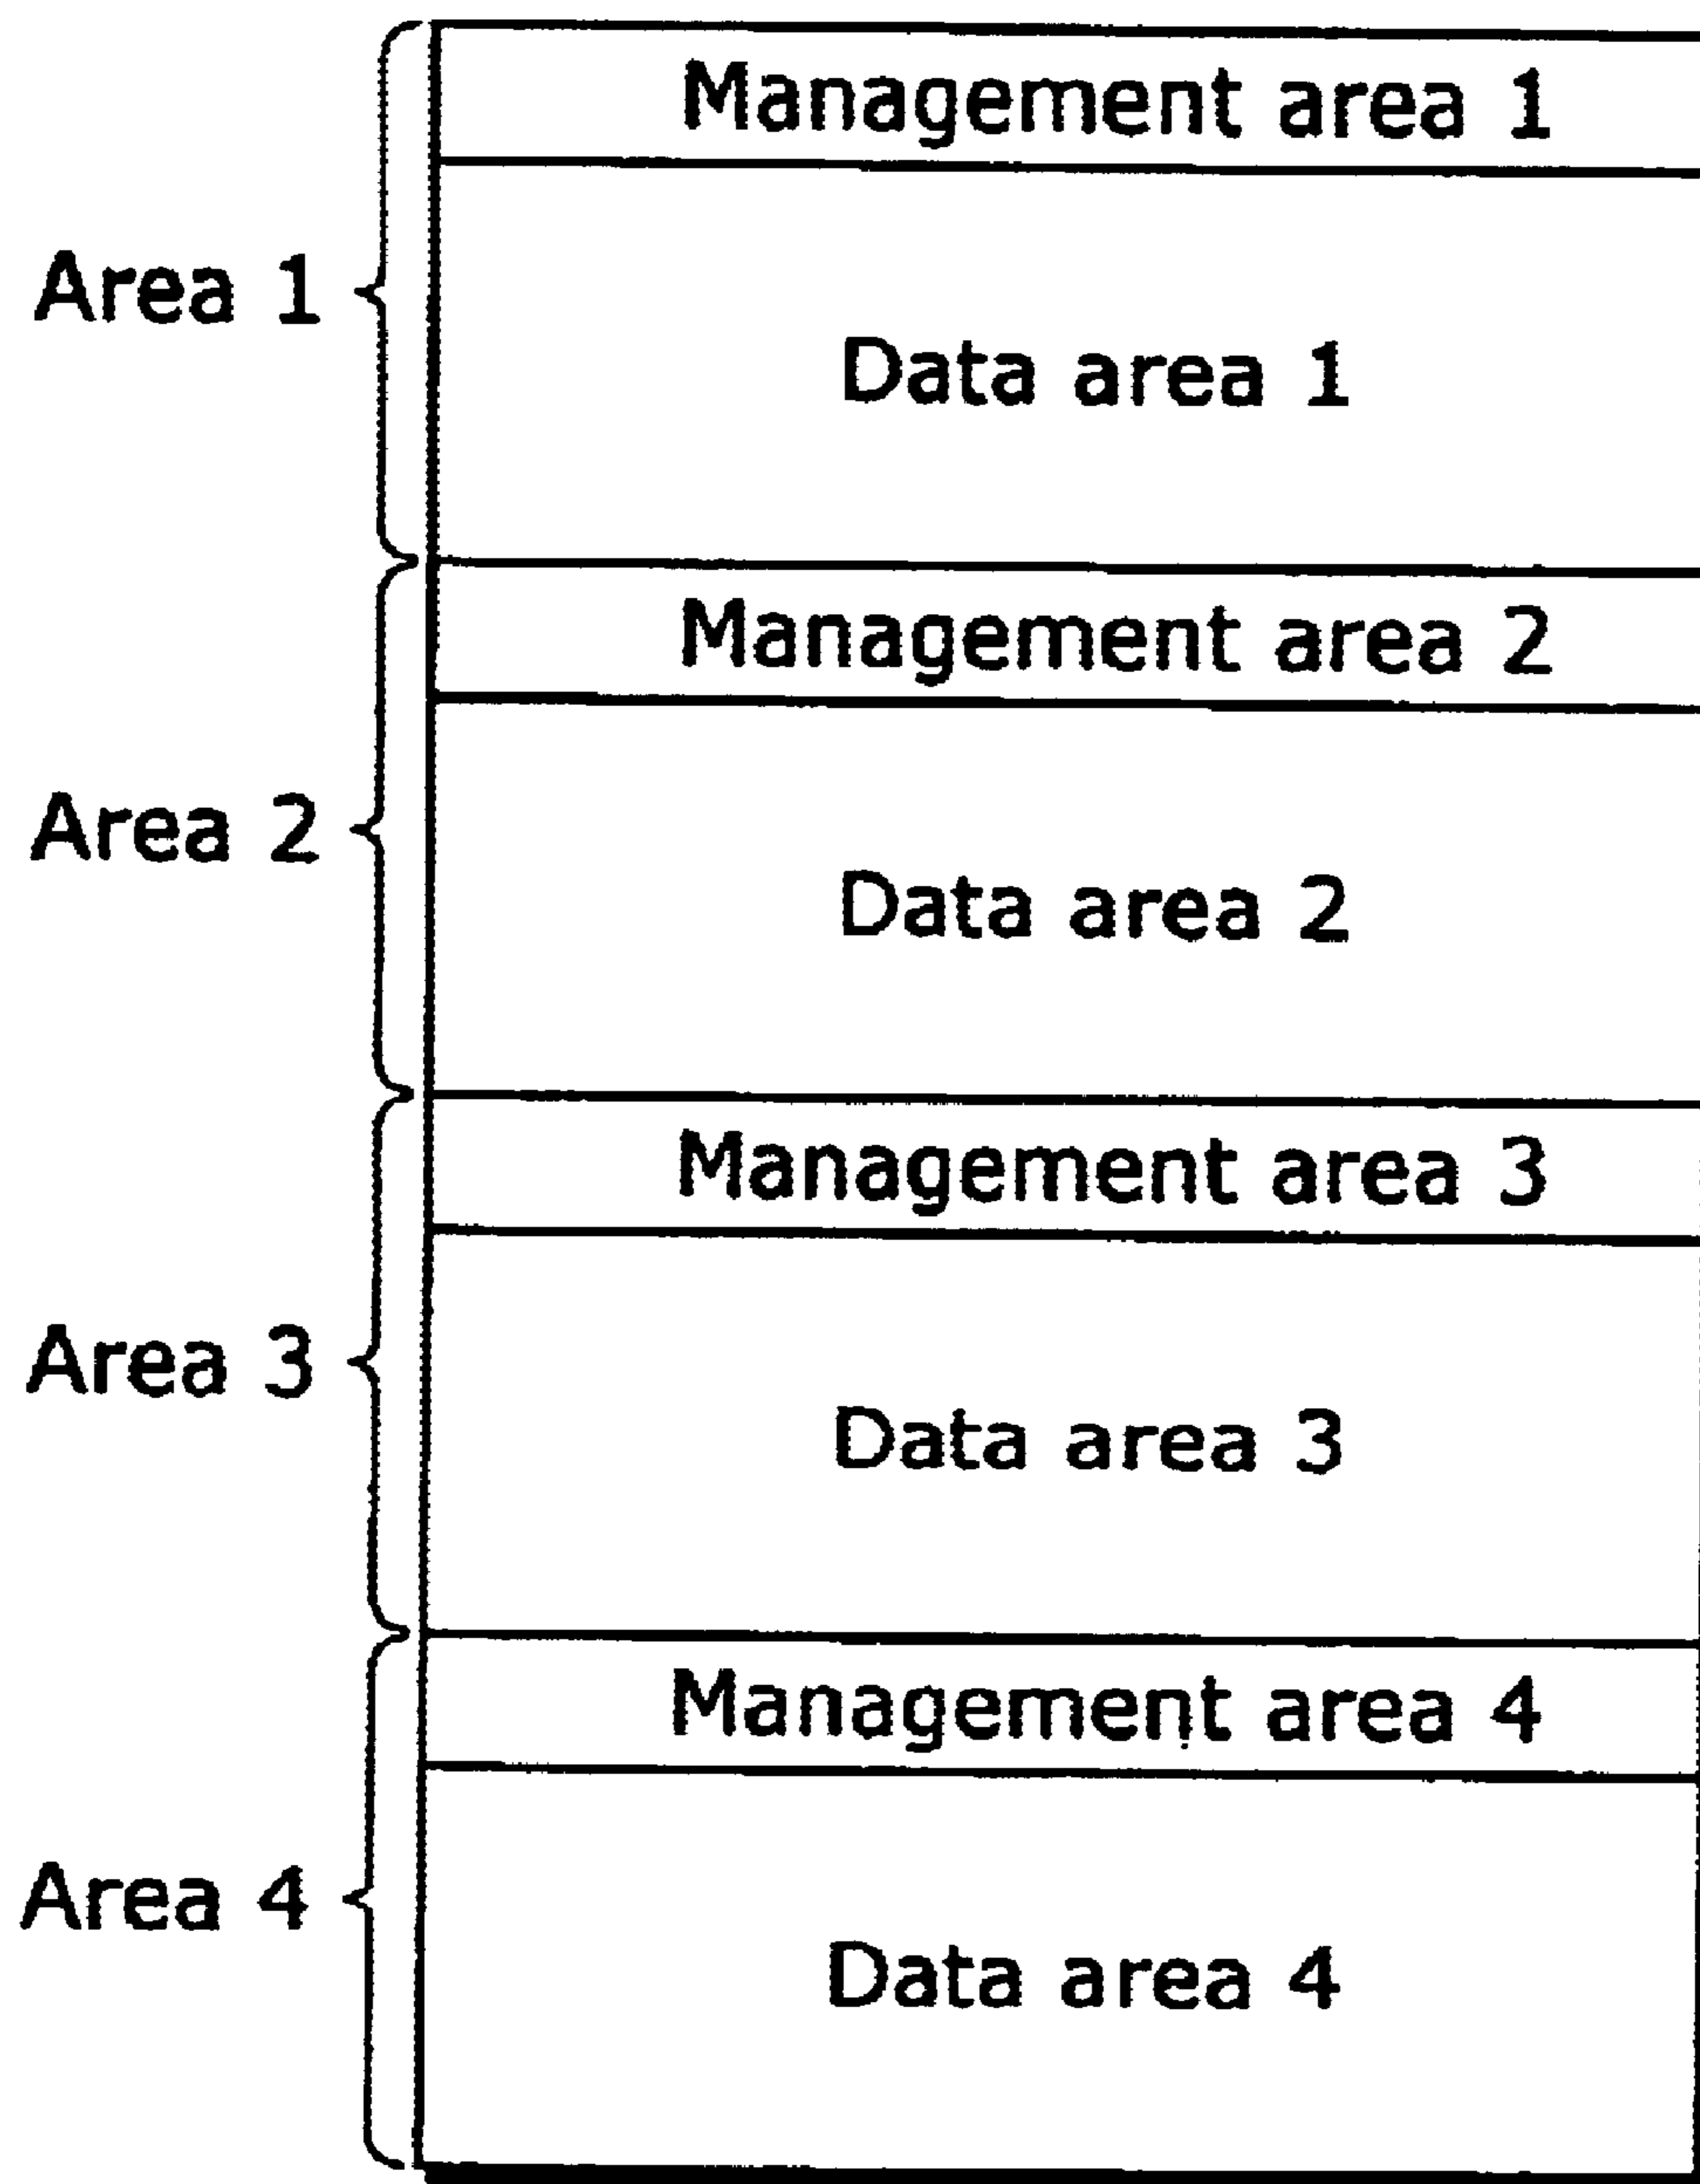 Management area 1
Area 1
Data area 1
Management area 2
Area 2
Data area 2
Management area 3
Area 3
Data area 3
Management area 4
Area 4
Data area 4